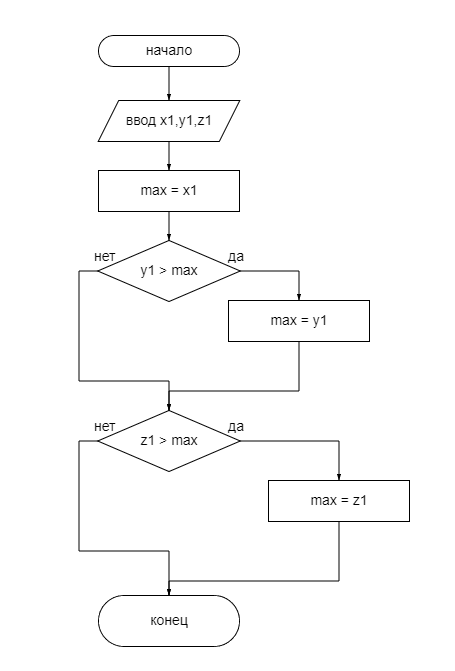 начало
ввод x1,y1,z1
max = x1
нет
да
y1 > max
max = y1
нет
да
z1 > max
max = z1
конец